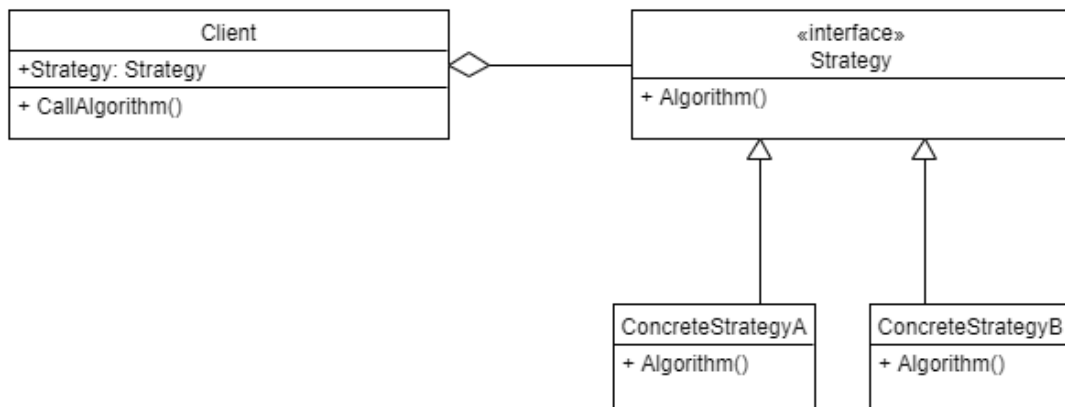 Client
+Strategy: Strategy
+ CallAlgorithm()
«interface»
Strategy
+ Algorithm()
ConcreteStrategyA
+ Algorithm()
ConcreteStrategyB
+ Algorithm()